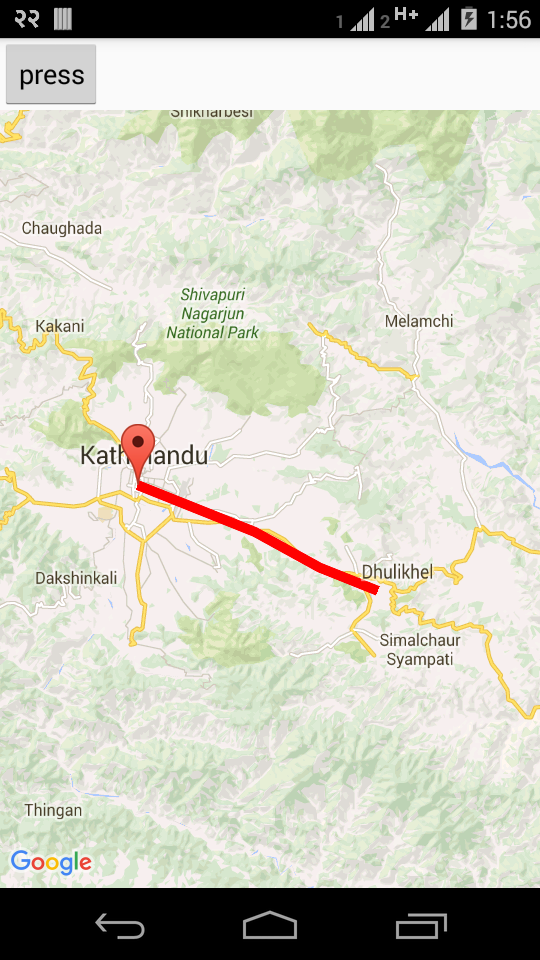 २२ 1 2 H+ 1:56
press
Shikharbesi
Chaughada
Shivapuri
Nagarjun
National Park
Kakani
Melamchi
Kathmandu
Dakshinkali
Dhulikhel
Simalchaur
Syampati
Thingan
Google